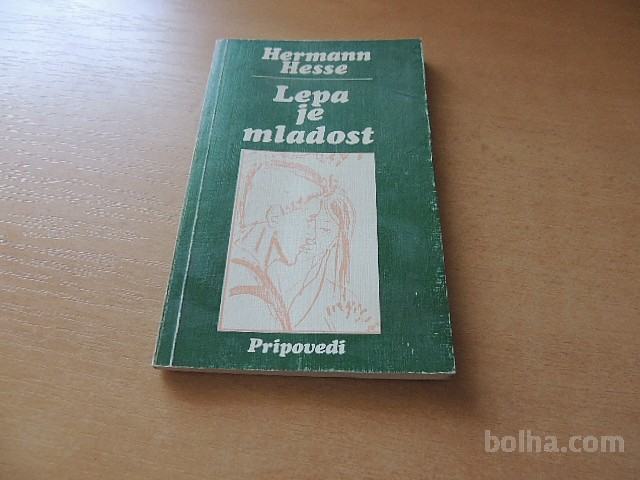 Hermann
Hesse
Lepa
je
mladost
Pripovedi
bolha.com